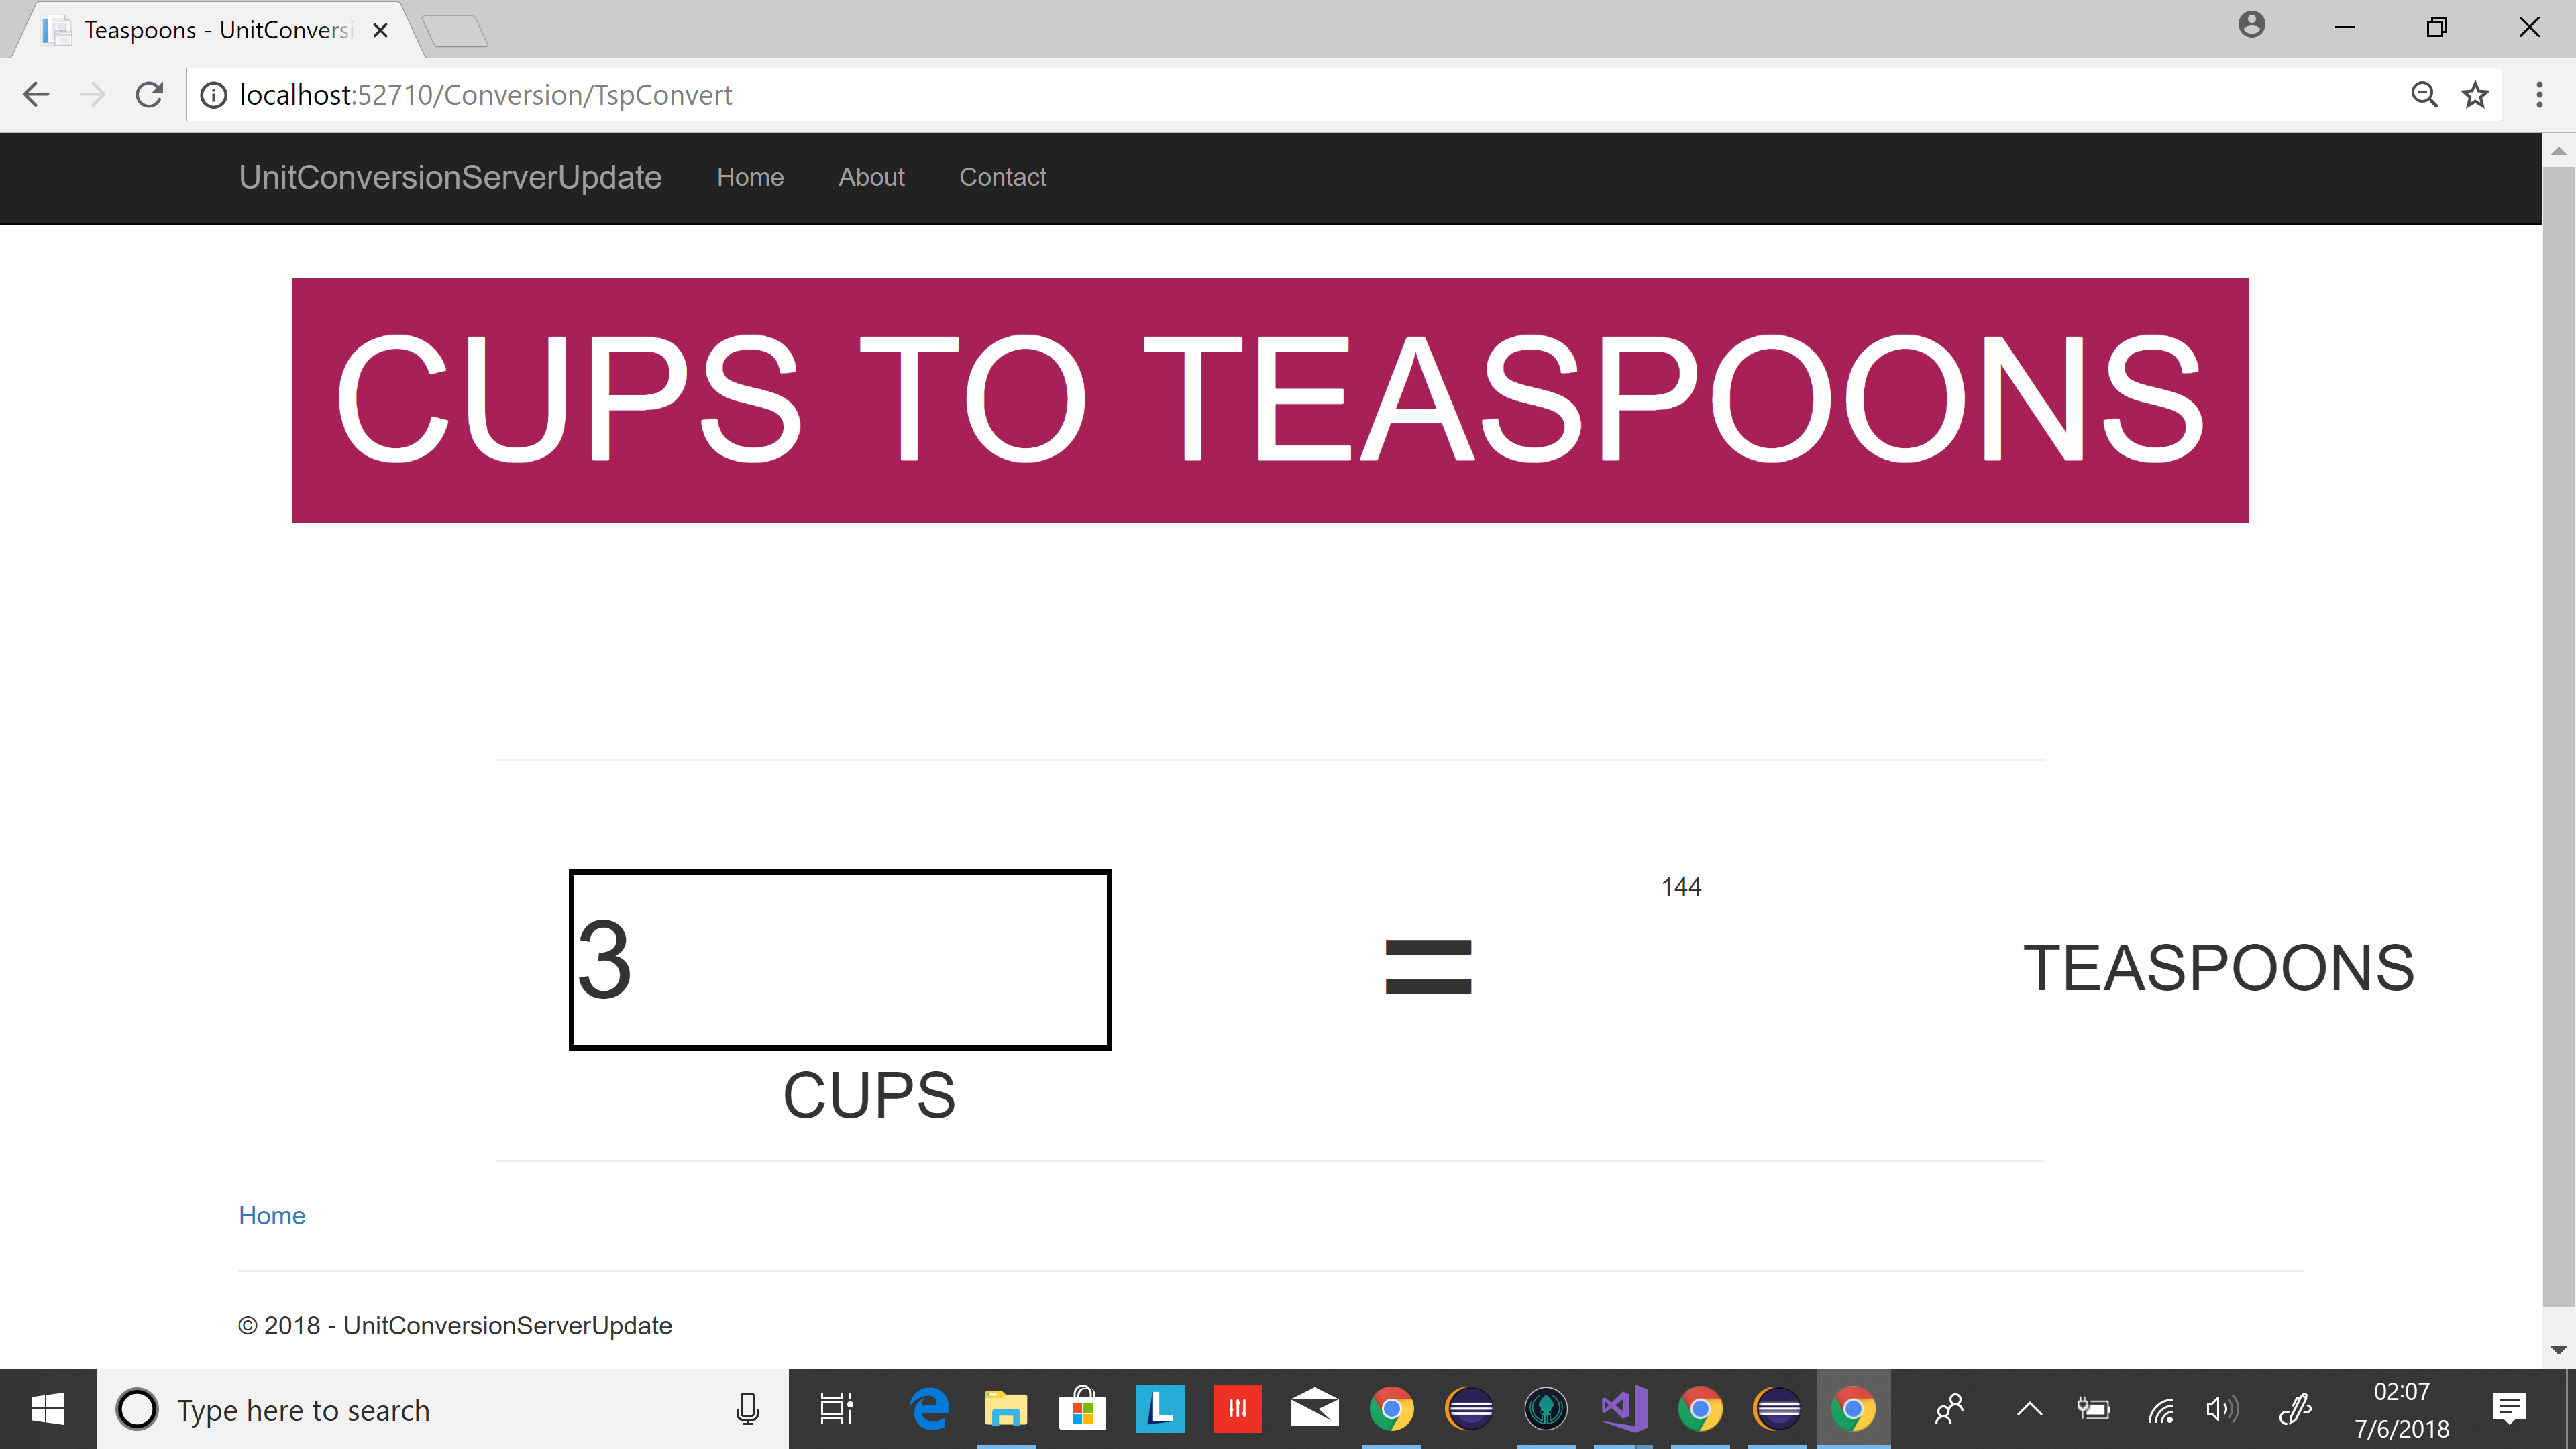 Teaspoons - UnitConversi
localhost:52710/Conversion/TspConvert
UnitConversionServerUpdate Home About Contact
CUPS TO TEASPOONS
144
3 = TEASPOONS
CUPS
Home
© 2018 - UnitConversionServerUpdate
Type here to search
L
02:07
7/6/2018